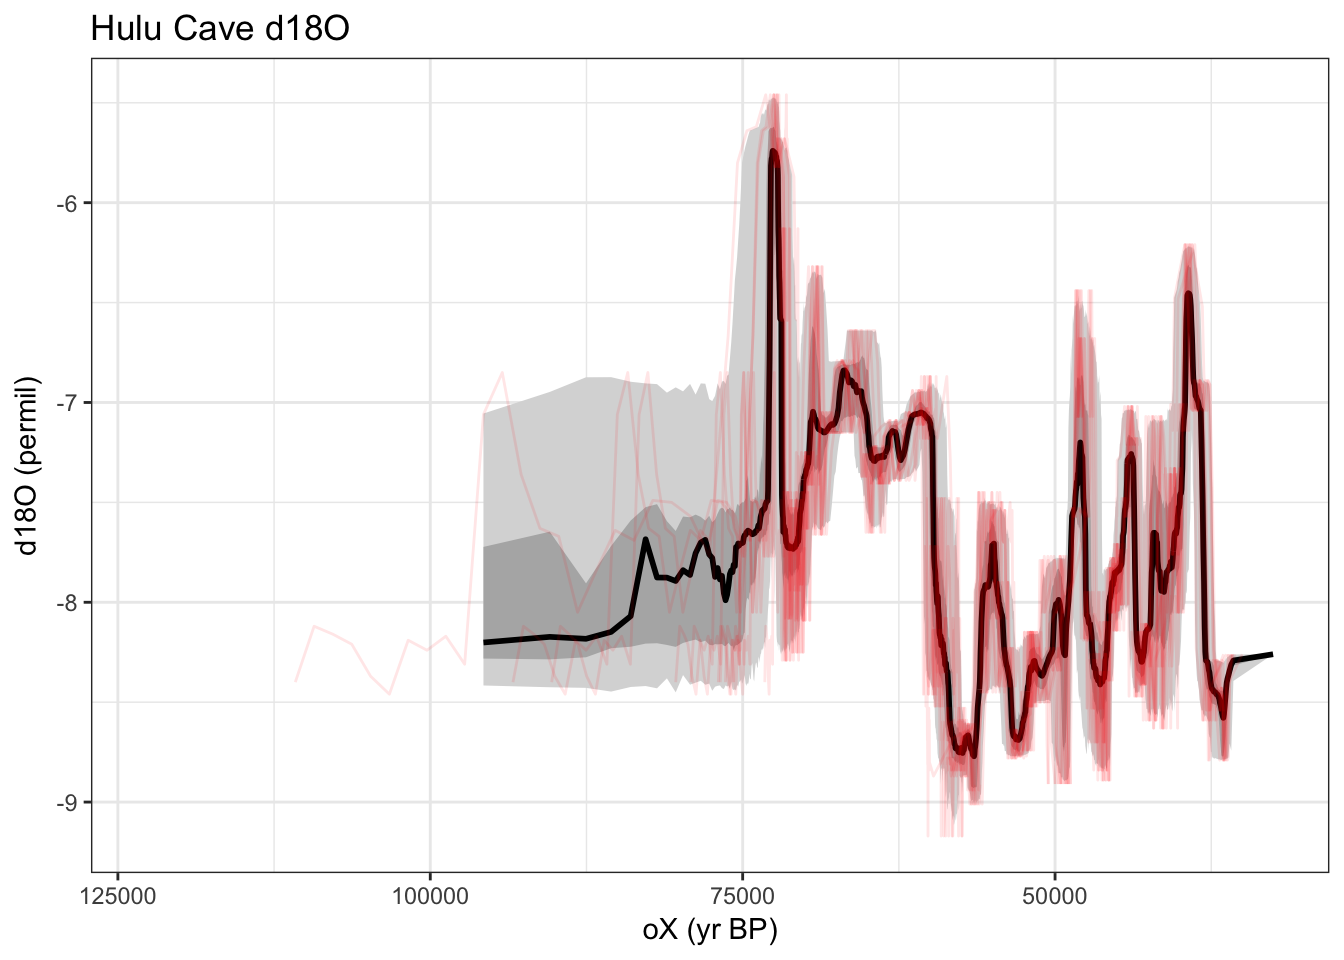 Hulu Cave d18O
d18O (permil)
-6
-7
-8
-9
125000 100000 75000 50000
oX (yr BP)